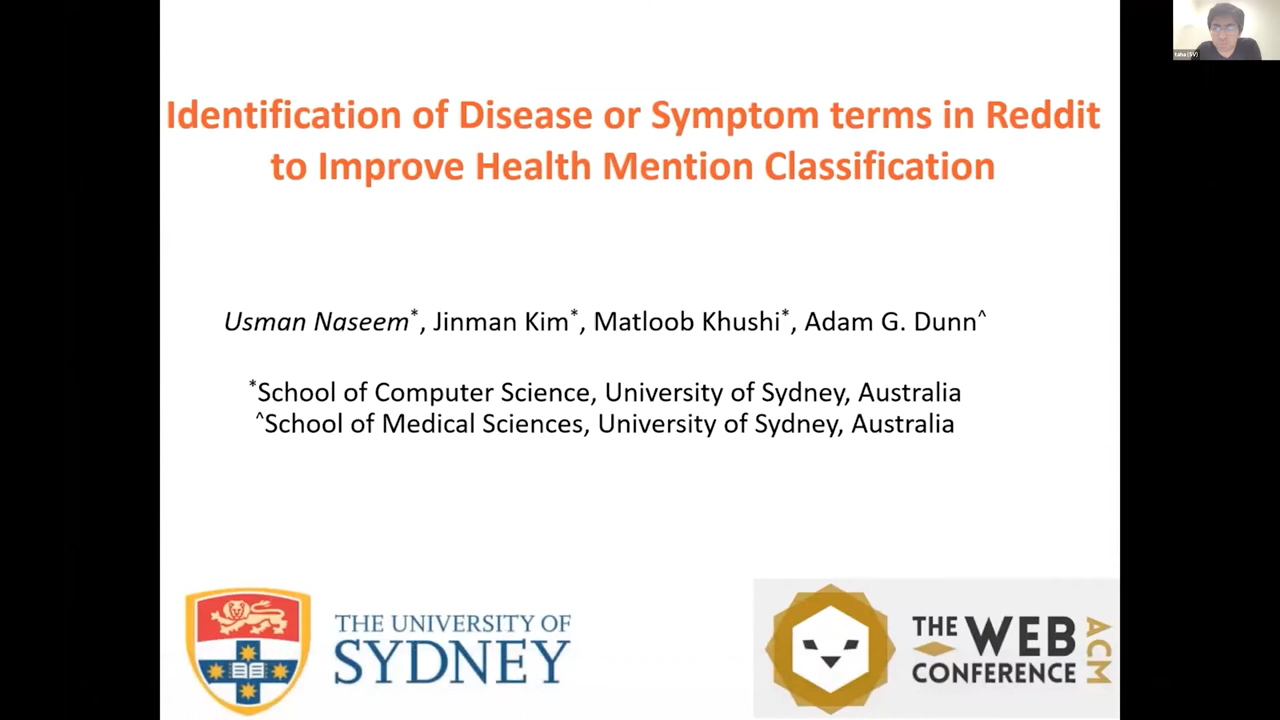 taha (SV)
Identification of Disease or Symptom terms in Reddit
to Improve Health Mention Classification
Usman Naseem*, Jinman Kim*, Matloob Khushi*, Adam G. Dunn^
*School of Computer Science, University of Sydney, Australia
^School of Medical Sciences, University of Sydney, Australia
THE UNIVERSITY OF
SYDNEY
THE WEB
CONFERENCE
ACM